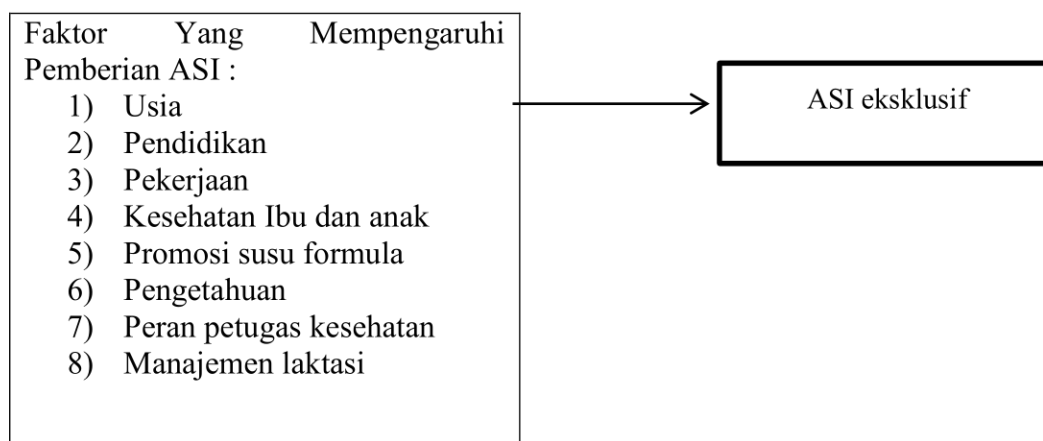 Faktor Yang Mempengaruhi
Pemberian ASI :
1) Usia
2) Pendidikan
3) Pekerjaan
4) Kesehatan Ibu dan anak
5) Promosi susu formula
6) Pengetahuan
7) Peran petugas kesehatan
8) Manajemen laktasi
ASI eksklusif